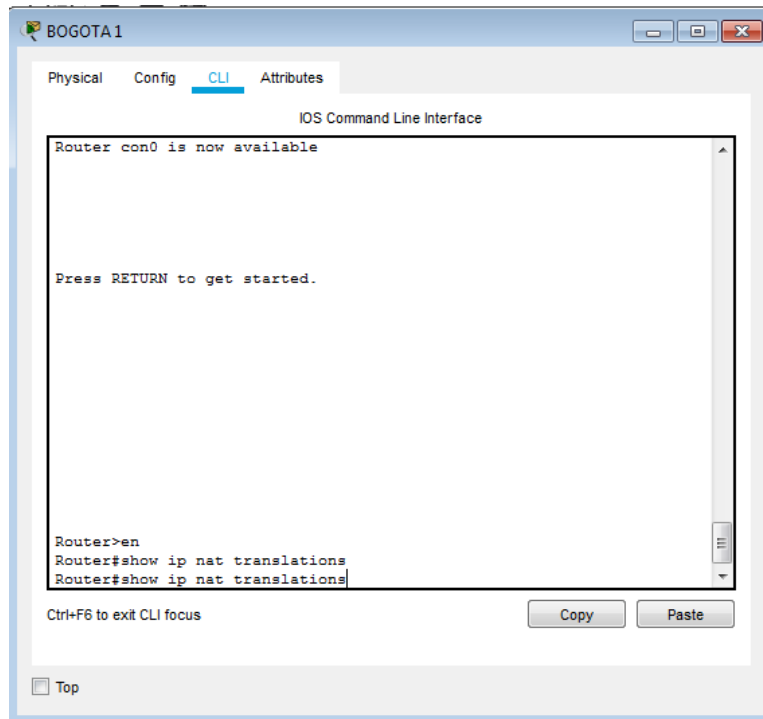 BOGOTA1
Physical Config CLI Attributes
IOS Command Line Interface
Router con0 is now available
Press RETURN to get started.
Router>en
Router#show ip nat translations
Router#show ip nat translations
Ctrl+F6 to exit CLI focus
Copy Paste
Top